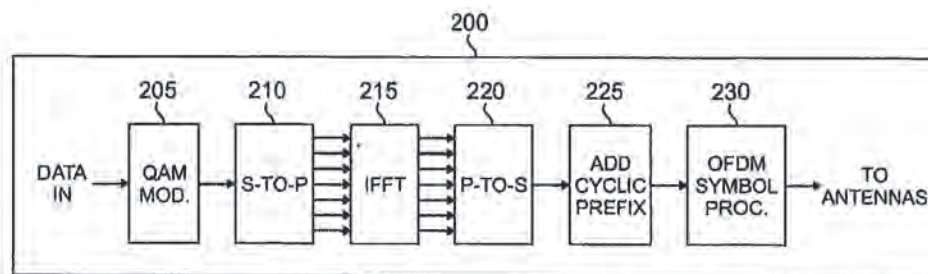 200
205
210
215
220
225
230
DATA
IN
QAM
MOD.
S-TO-P
IFFT
P-TO-S
ADD
CYCLIC
PREFIX
OFDM
SYMBOL
PROC.
TO
ANTENNAS